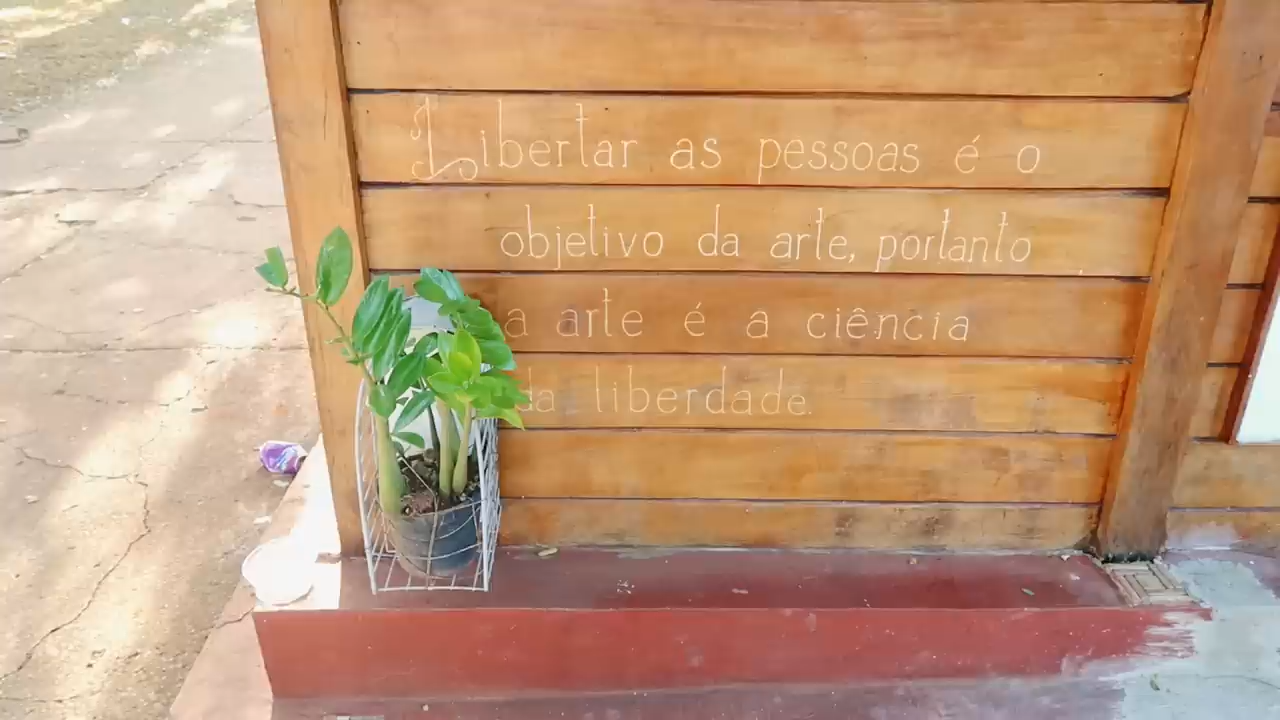 Libertar as pessoas é o
objetivo da arte, portanto
a arte é a ciência
da liberdade.